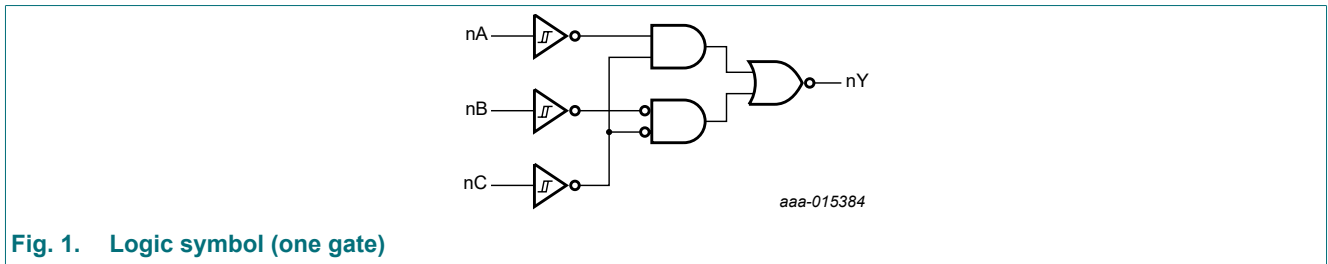 nA
nY
nB
nC
aaa-015384
Fig. 1. Logic symbol (one gate)